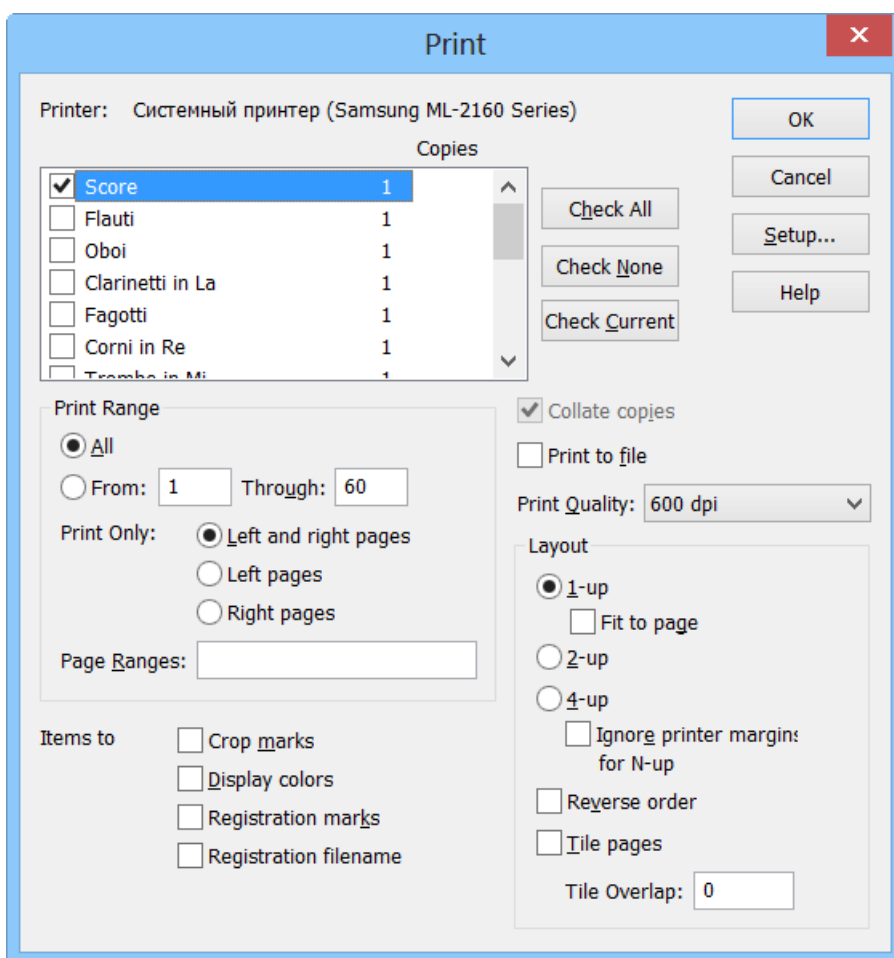 Print
Printer: Системный принтер (Samsung ML-2160 Series)
OK
Copies
Score 1
Flauti 1
Oboi 1
Clarinetti in La 1
Fagotti 1
Corni in Re 1
Trombe in Mi 1
Check All
Check None
Check Current
Cancel
Setup...
Help
Print Range
All
From: 1 Through: 60
Print Only: Left and right pages
Left pages
Right pages
Page Ranges:
Items to
Crop marks
Display colors
Registration marks
Registration filename
Collate copies
Print to file
Print Quality: 600 dpi
Layout
1-up
Fit to page
2-up
4-up
Ignore printer margins
for N-up
Reverse order
Tile pages
Tile Overlap: 0